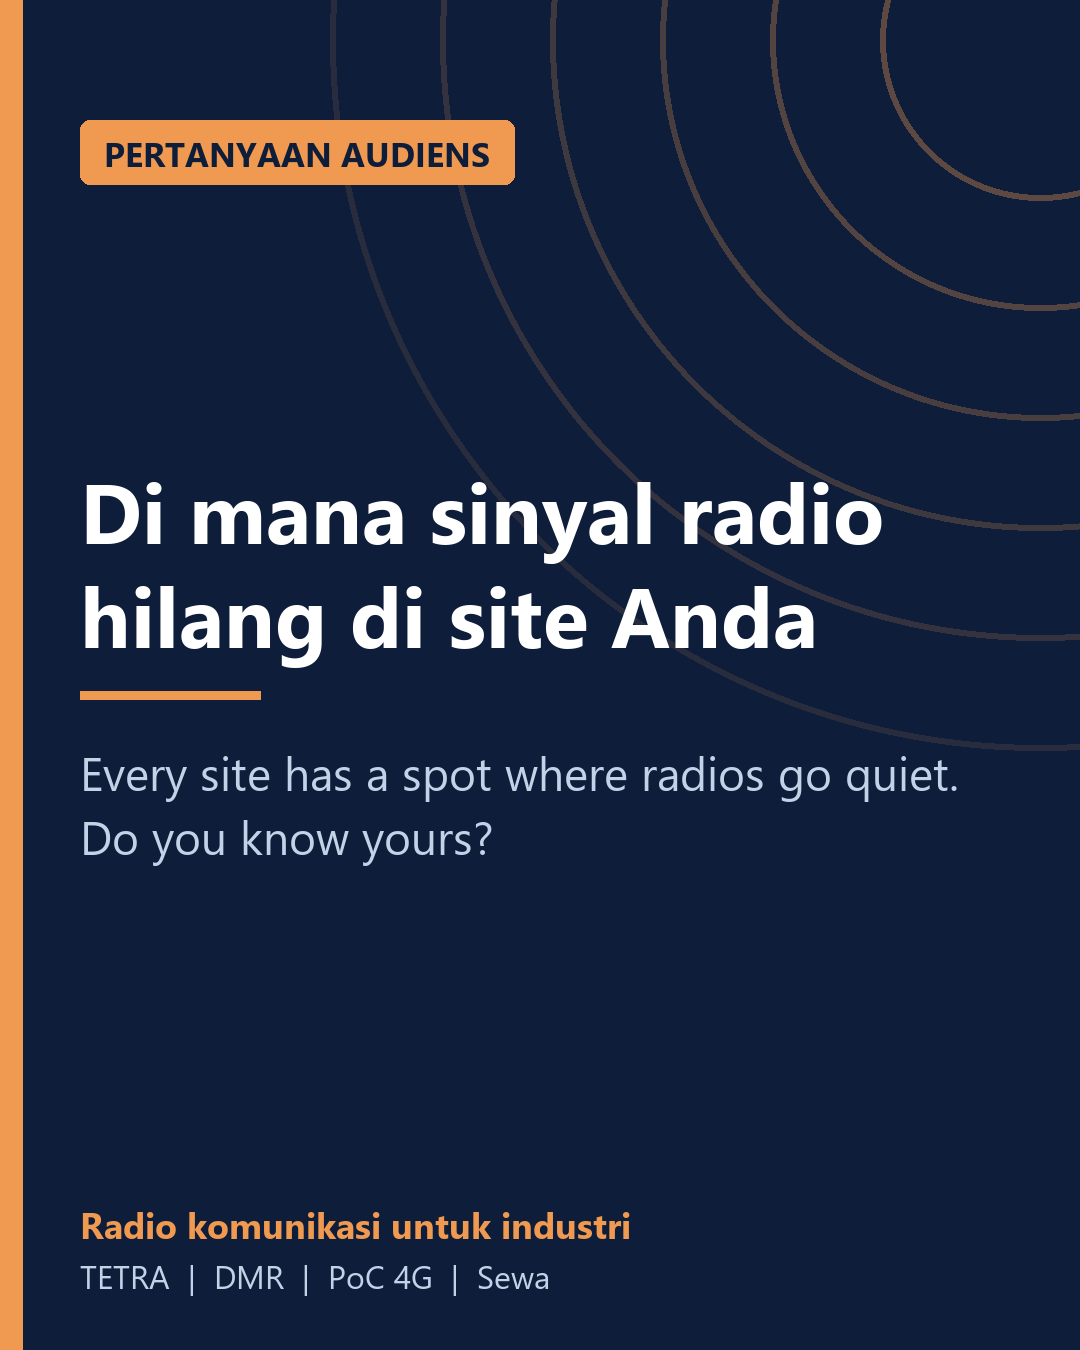 PERTANYAAN AUDIENS
Di mana sinyal radio
hilang di site Anda
Every site has a spot where radios go quiet.
Do you know yours?
Radio komunikasi untuk industri
TETRA | DMR | PoC 4G | Sewa